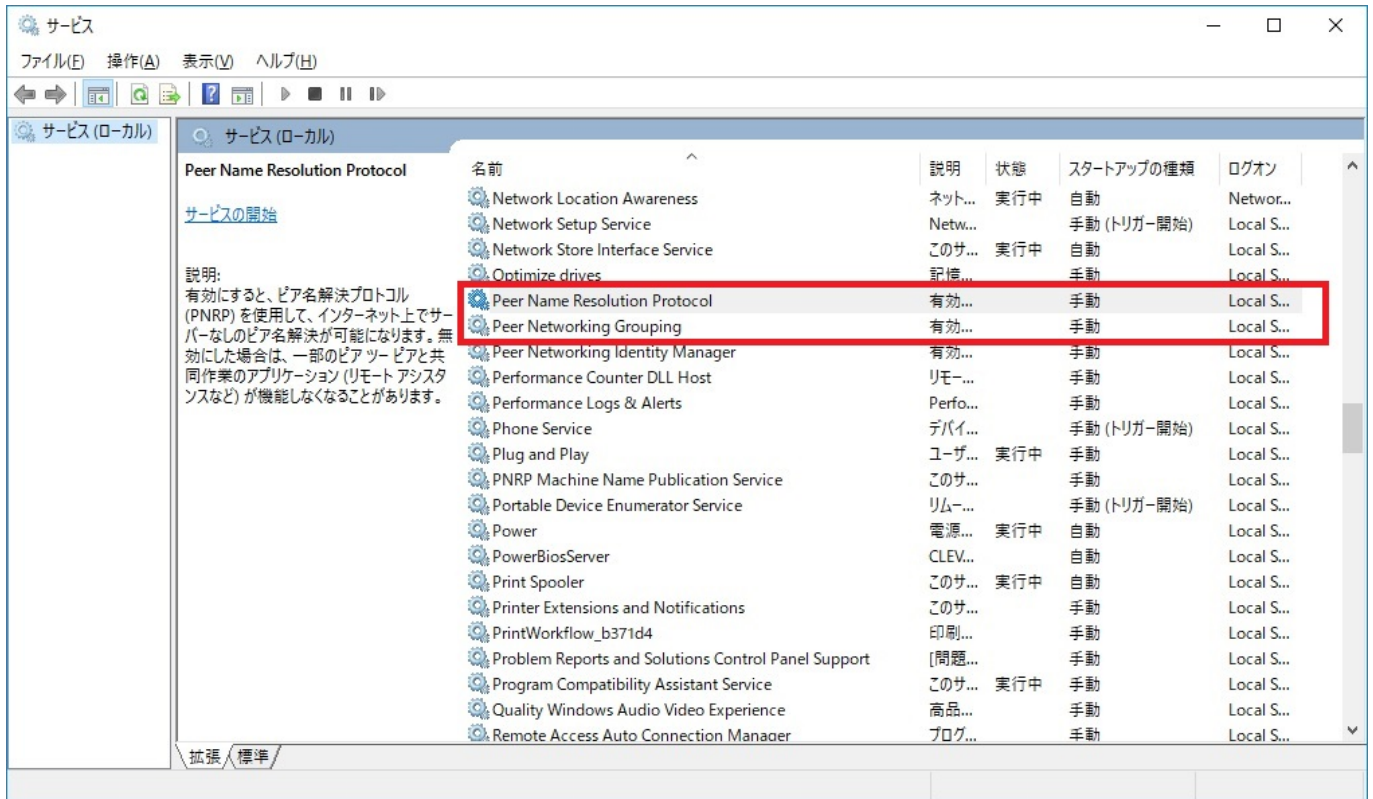 サービス
ファイル(F) 操作(A) 表示(V) ヘルプ(H)
サービス (ローカル)
サービス (ローカル)
Peer Name Resolution Protocol
サービスの開始
説明:
有効にすると、ピア名解決プロトコル
(PNRP) を使用して、インターネット上でサー
バーなしのピア名解決が可能になります。無
効にした場合は、一部のピア ツー ピアと共
同作業のアプリケーション (リモート アシスタ
ンスなど) が機能しなくなることがあります。
名前 説明 状態 スタートアップの種類 ログオン
Network Location Awareness ネット... 実行中 自動 Networ...
Network Setup Service Netw... 手動 (トリガー開始) Local S...
Network Store Interface Service このサ... 実行中 自動 Local S...
Optimize drives 記憶... 手動 Local S...
Peer Name Resolution Protocol 有効... 手動 Local S...
Peer Networking Grouping 有効... 手動 Local S...
Peer Networking Identity Manager 有効... 手動 Local S...
Performance Counter DLL Host リモー... 手動 Local S...
Performance Logs & Alerts Perfo... 手動 Local S...
Phone Service デバイ... 手動 (トリガー開始) Local S...
Plug and Play ユーザ... 実行中 手動 Local S...
PNRP Machine Name Publication Service このサ... 手動 Local S...
Portable Device Enumerator Service リムー... 手動 (トリガー開始) Local S...
Power 電源... 実行中 自動 Local S...
PowerBiosServer CLEV... 自動 Local S...
Print Spooler このサ... 実行中 自動 Local S...
Printer Extensions and Notifications このサ... 手動 Local S...
PrintWorkflow_b371d4 印刷... 手動 Local S...
Problem Reports and Solutions Control Panel Support [問題... 手動 Local S...
Program Compatibility Assistant Service このサ... 実行中 手動 Local S...
Quality Windows Audio Video Experience 高品... 手動 Local S...
Remote Access Auto Connection Manager プログ... 手動 Local S...
拡張 標準